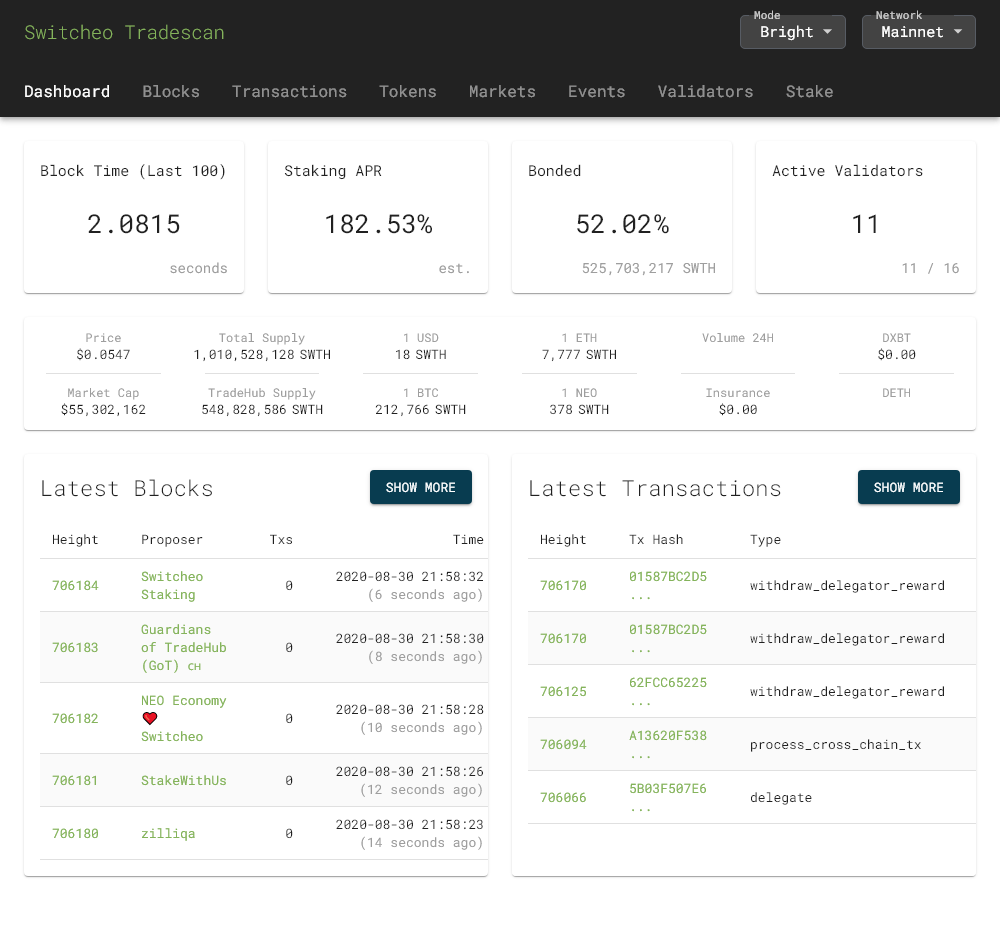 Switcheo Tradescan
Mode
Bright
Network
Mainnet
Dashboard Blocks Transactions Tokens Markets Events Validators Stake
Block Time (Last 100)
2.0815
seconds
Staking APR
182.53%
est.
Bonded
52.02%
525,703,217 SWTH
Active Validators
11
11 / 16
Price
$0.0547
Total Supply
1,010,528,128 SWTH
1 USD
18 SWTH
1 ETH
7,777 SWTH
Volume 24H
DXBT
$0.00
Market Cap
$55,302,162
TradeHub Supply
548,828,586 SWTH
1 BTC
212,766 SWTH
1 NEO
378 SWTH
Insurance
$0.00
DETH
Latest Blocks
SHOW MORE
Height Proposer Txs Time
706184 Switcheo Staking 0 2020-08-30 21:58:32
(6 seconds ago)
706183 Guardians of TradeHub (GoT) CH 0 2020-08-30 21:58:30
(8 seconds ago)
706182 NEO Economy ❤️ Switcheo 0 2020-08-30 21:58:28
(10 seconds ago)
706181 StakeWithUs 0 2020-08-30 21:58:26
(12 seconds ago)
706180 zilliqa 0 2020-08-30 21:58:23
(14 seconds ago)
Latest Transactions
SHOW MORE
Height Tx Hash Type
706170 01587BC2D5 ... withdraw_delegator_reward
706170 01587BC2D5 ... withdraw_delegator_reward
706125 62FCC65225 ... withdraw_delegator_reward
706094 A13620F538 ... process_cross_chain_tx
706066 5B03F507E6 ... delegate